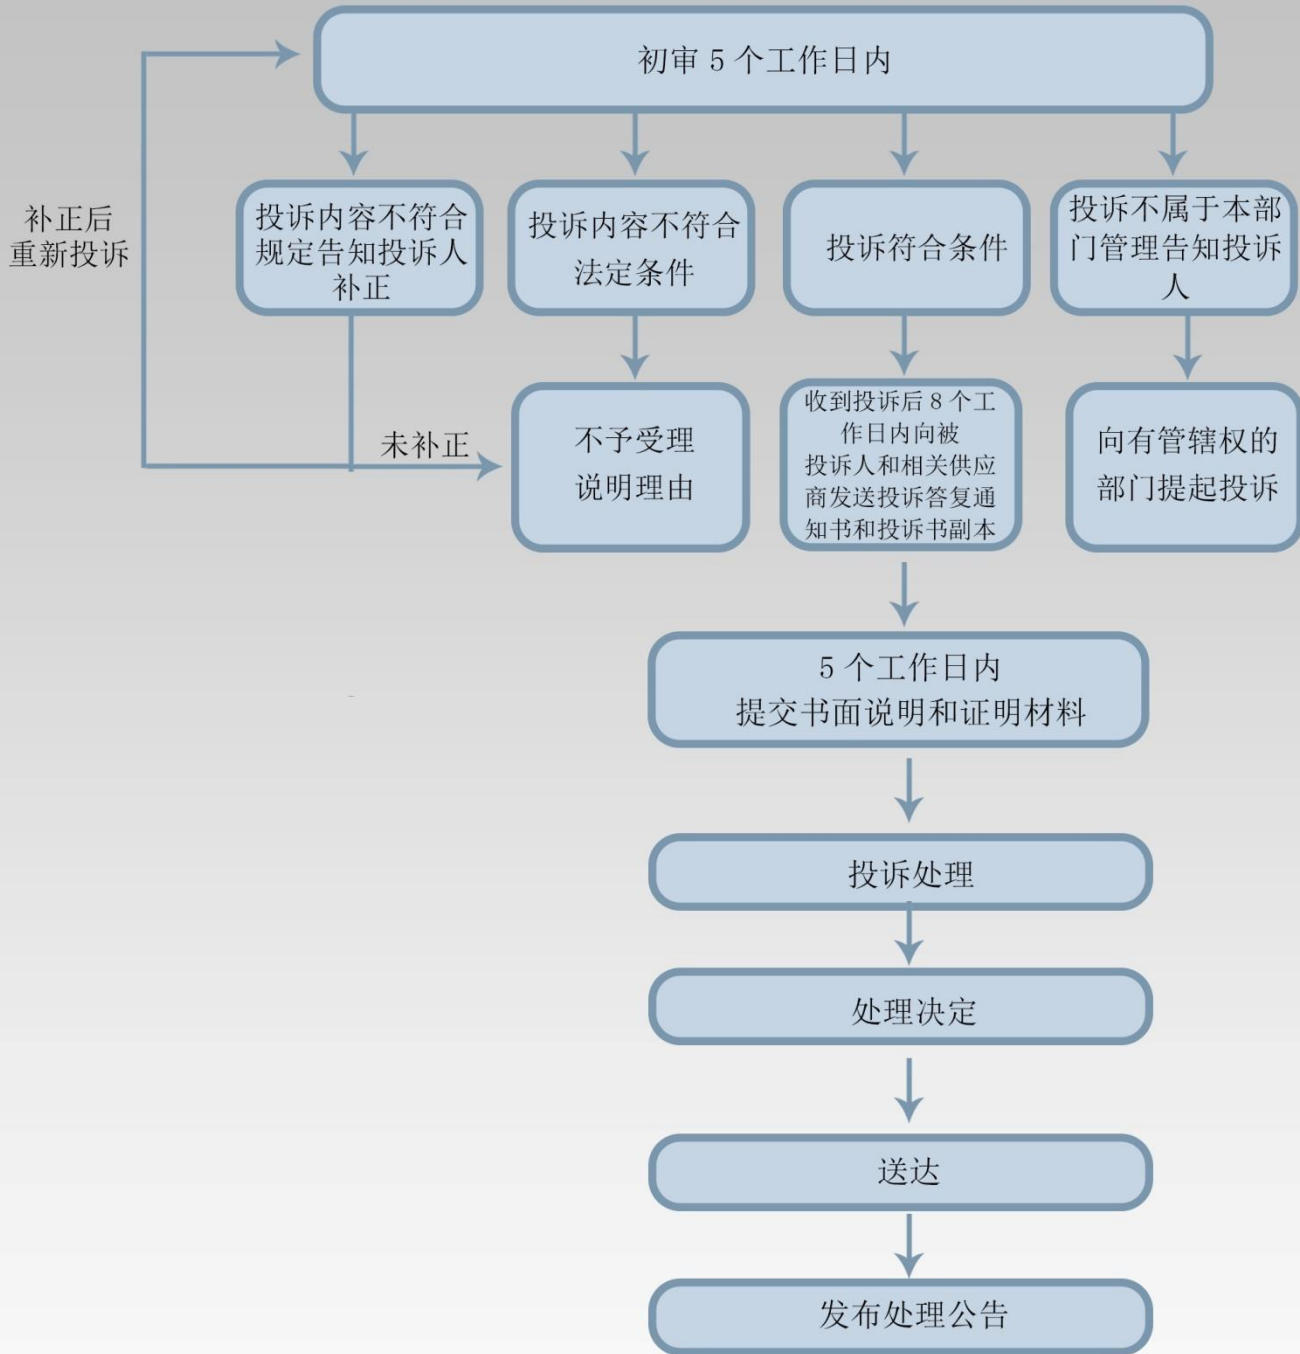 初审 5 个工作日内
补正后
重新投诉
投诉内容不符合
规定告知投诉人
补正
投诉内容不符合
法定条件
投诉符合条件
投诉不属于本部
门管理告知投诉
人
未补正
不予受理
说明理由
收到投诉后 8 个工
作日内向被
投诉人和相关供应
商发送投诉答复通
知书和投诉书副本
向有管辖权的
部门提起投诉
5 个工作日内
提交书面说明和证明材料
投诉处理
处理决定
送达
发布处理公告